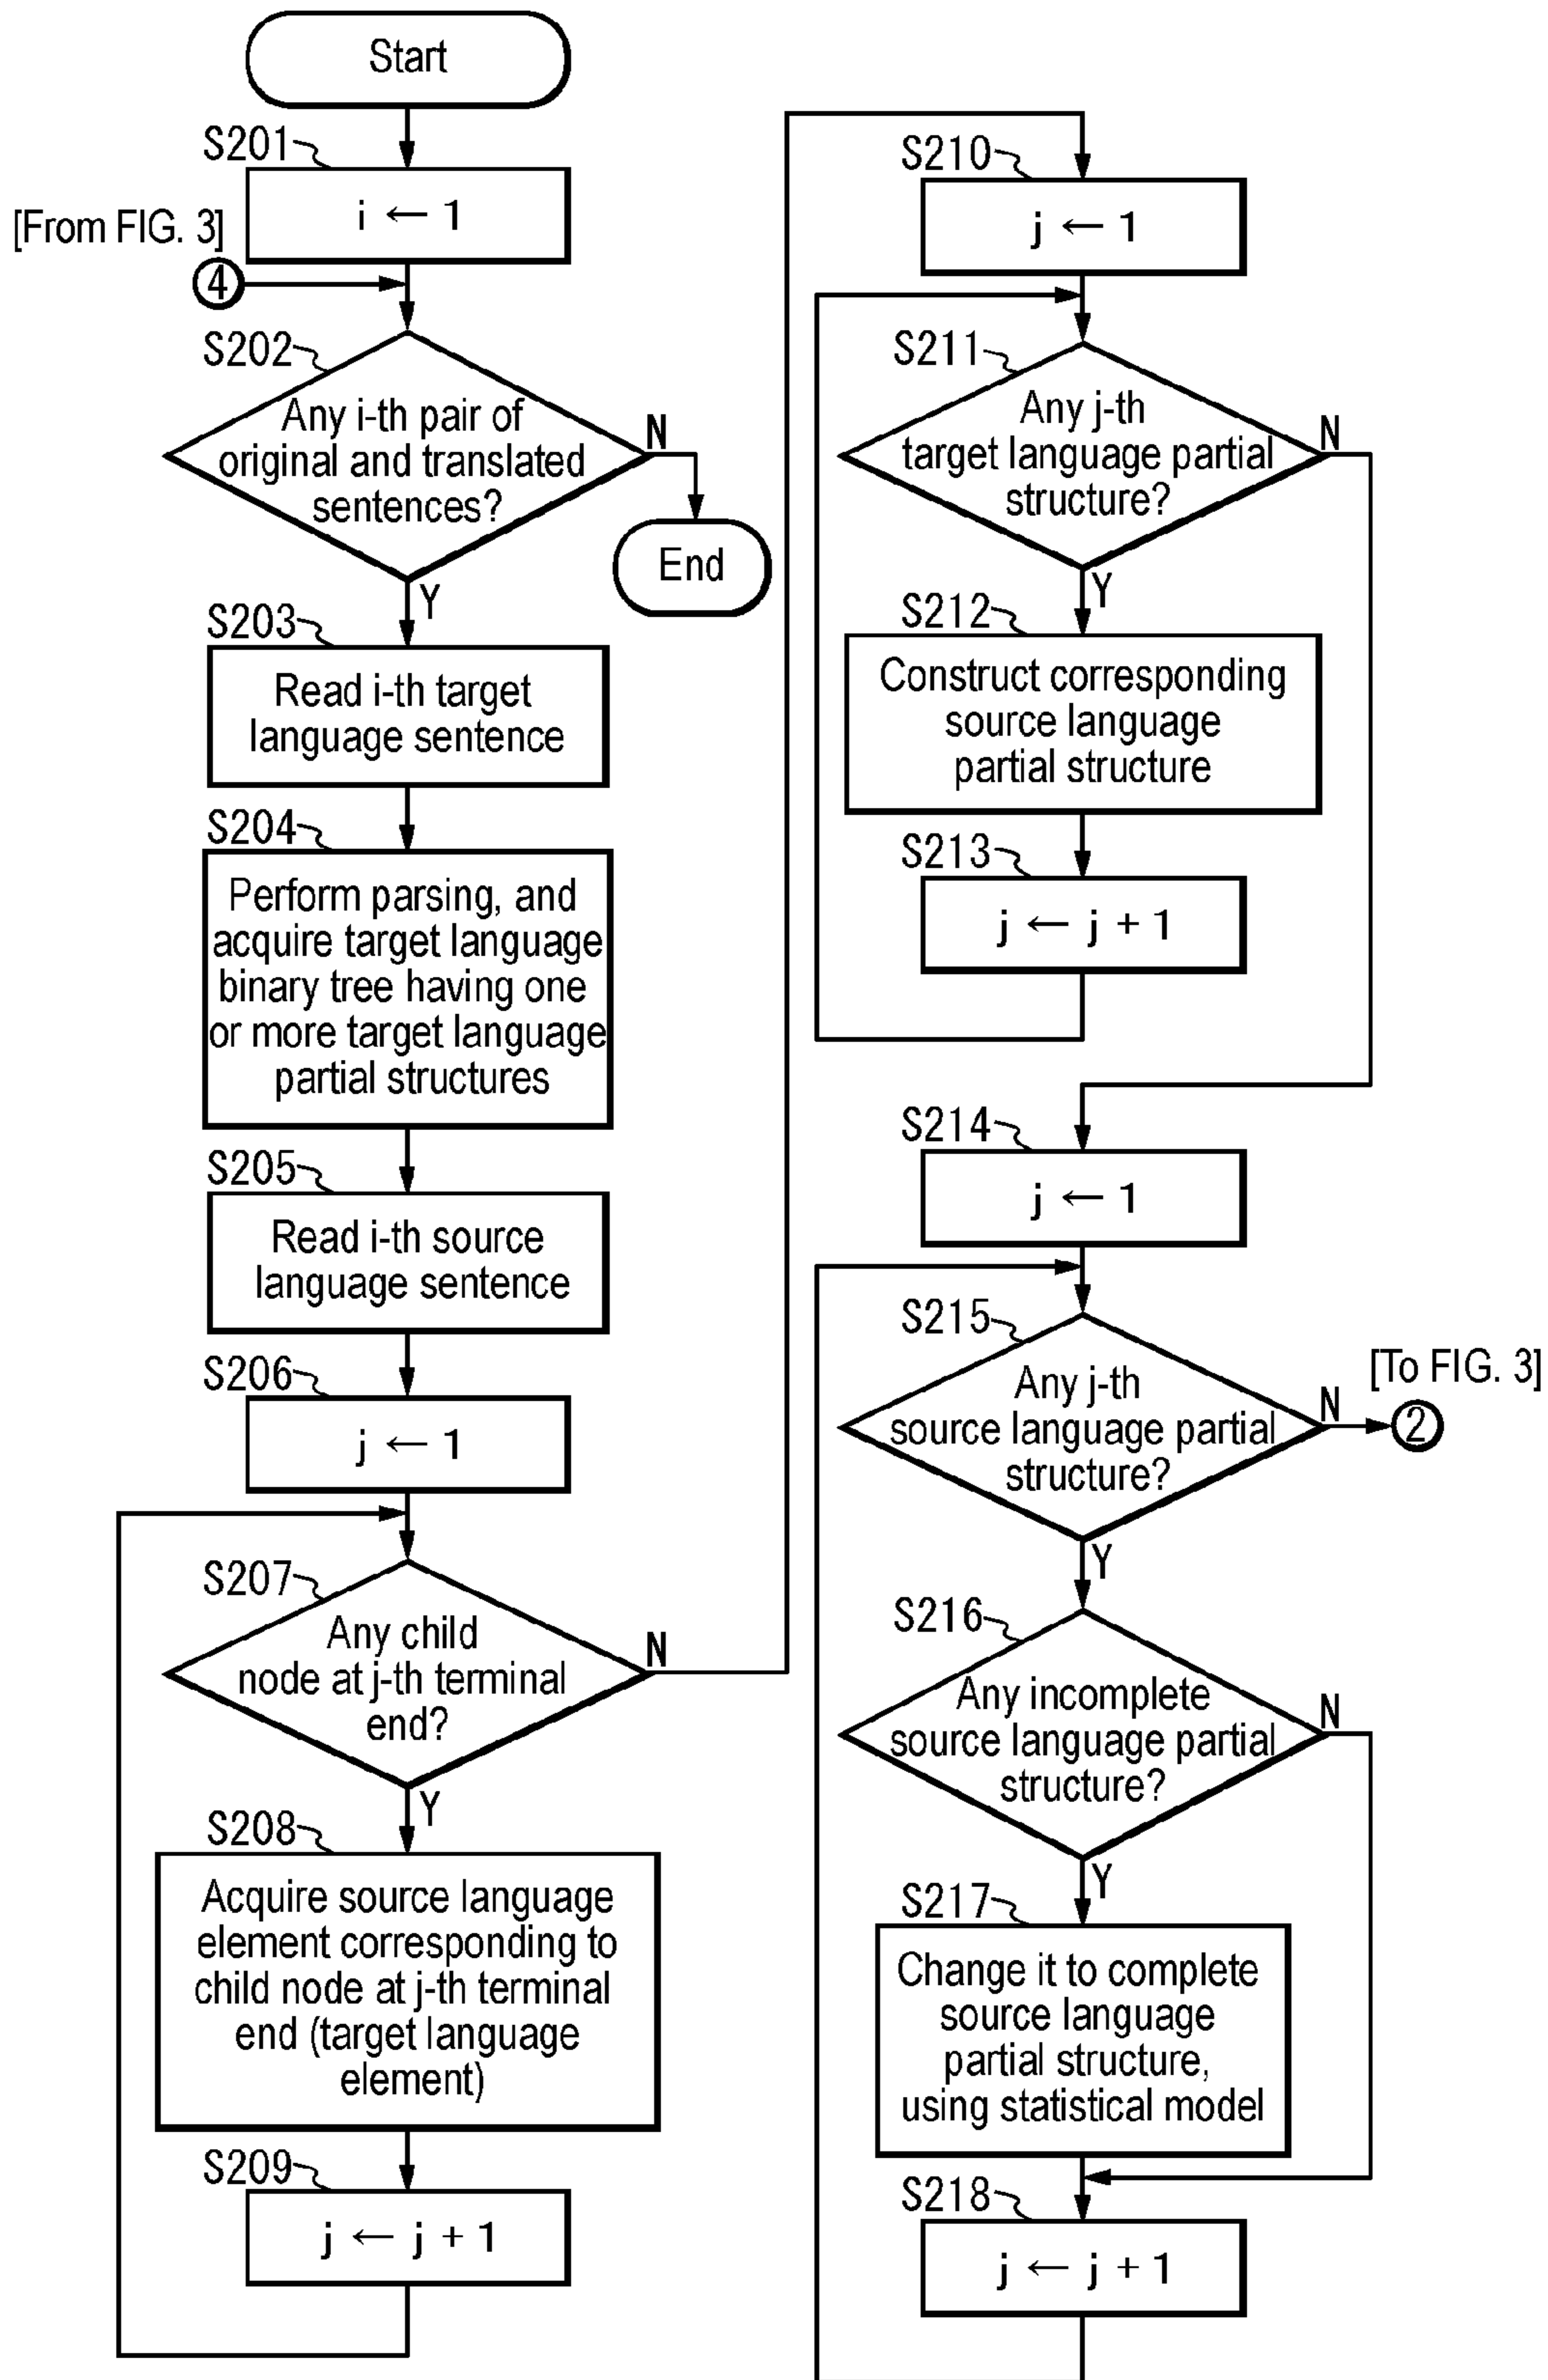 Start
S201
i ← 1
[From FIG. 3]
4
S202
Any i-th pair of
original and translated
sentences?
N
End
Y
S203
Read i-th target
language sentence
S204
Perform parsing, and
acquire target language
binary tree having one
or more target language
partial structures
S205
Read i-th source
language sentence
S206
j ← 1
S207
Any child
node at j-th terminal
end?
N
Y
S208
Acquire source language
element corresponding to
child node at j-th terminal
end (target language
element)
S209
j ← j + 1
S210
j ← 1
S211
Any j-th
target language partial
structure?
N
Y
S212
Construct corresponding
source language
partial structure
S213
j ← j + 1
S214
j ← 1
S215
Any j-th
source language partial
structure?
N
[To FIG. 3]
2
Y
S216
Any incomplete
source language partial
structure?
N
Y
S217
Change it to complete
source language
partial structure,
using statistical model
S218
j ← j + 1